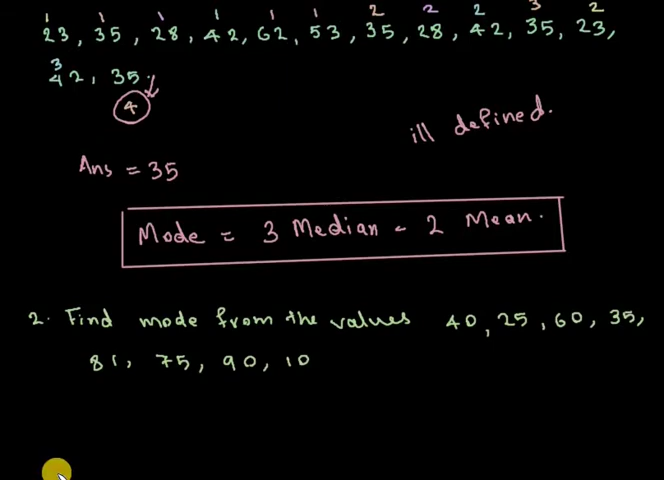 1 1 1 1 1 1 2 2 2 3 2
23, 35, 28, 42, 62, 53, 35, 28, 42, 35, 23,
3
42, 35.
4
ill defined.
Ans = 35
Mode = 3 Median - 2 Mean.
2. Find mode from the values 40, 25, 60, 35,
81, 75, 90, 10